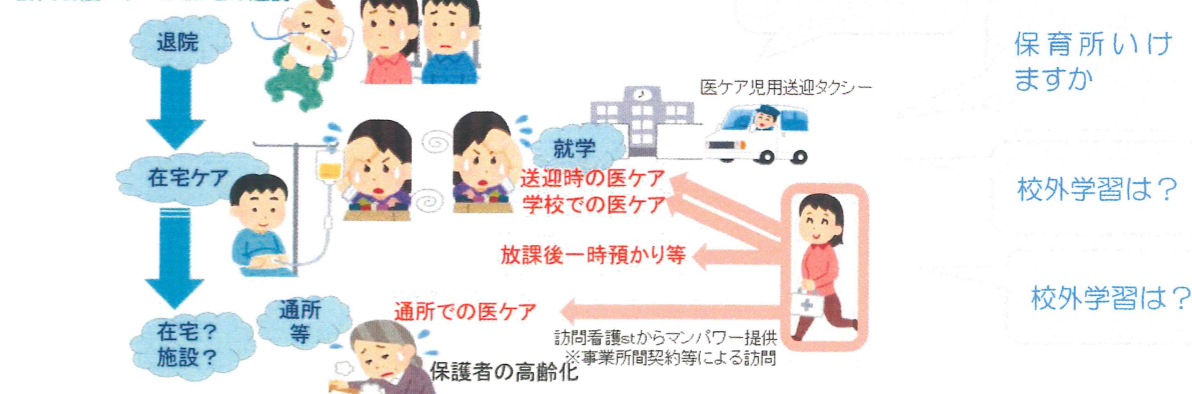 退院
医ケア児用送迎タクシー
保育所いけ
ますか
就学
在宅ケア
送迎時の医ケア
学校での医ケア
校外学習は？
放課後一時預かり等
通所
等
通所での医ケア
校外学習は？
在宅？
施設？
訪問看護stからマンパワー提供
※事業所間契約等による訪問
保護者の高齢化